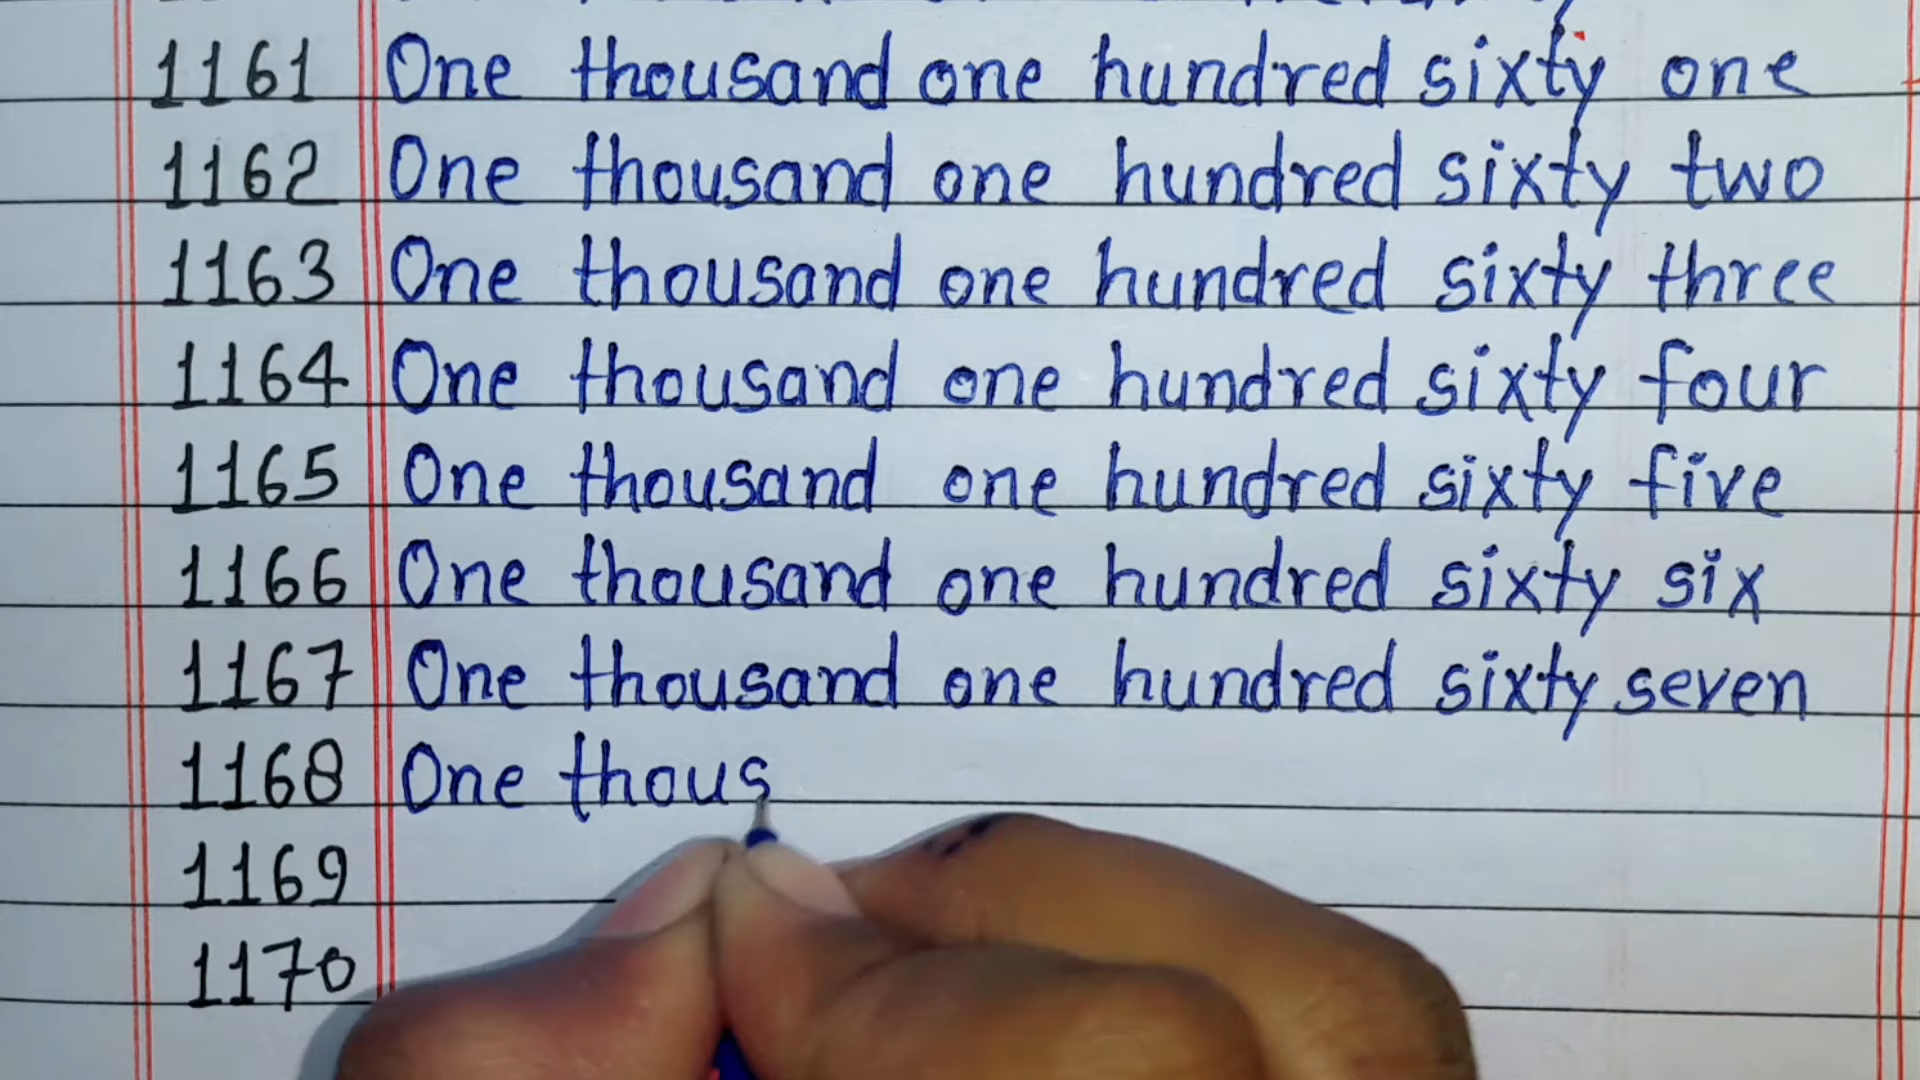 1161 One thousand one hundred sixty one
1162 One thousand one hundred sixty two
1163 One thousand one hundred sixty three
1164 One thousand one hundred sixty four
1165 One thousand one hundred sixty five
1166 One thousand one hundred sixty six
1167 One thousand one hundred sixty seven
1168 One thous
1169
1170